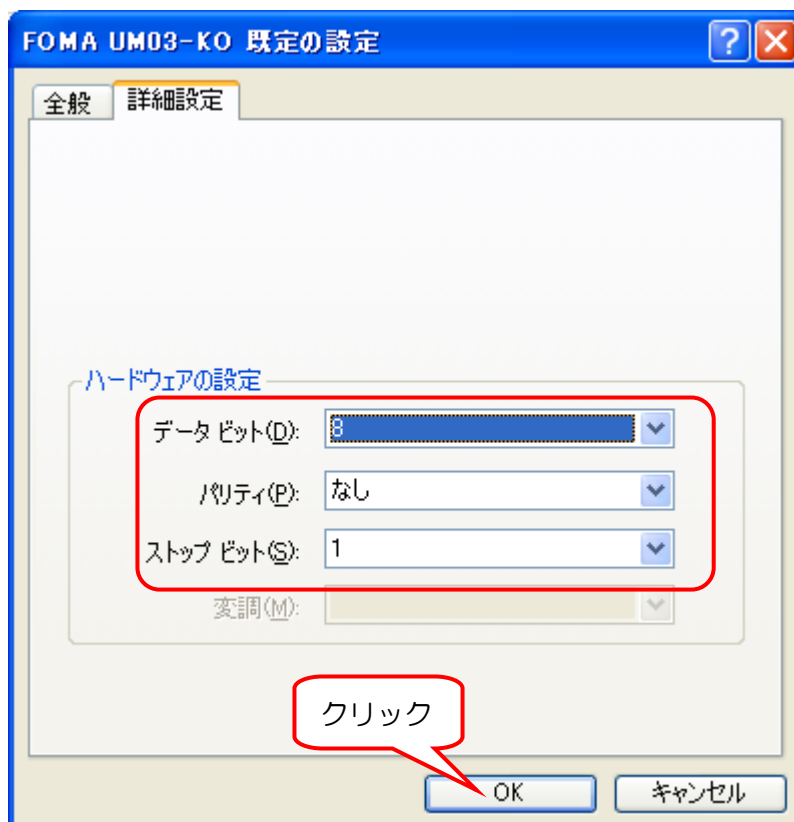 FOMA UM03-KO 既定の設定
全般 詳細設定
ハードウェアの設定
データ ビット(D): 8
パリティ(P): なし
ストップ ビット(S): 1
変調(M):
クリック
OK キャンセル